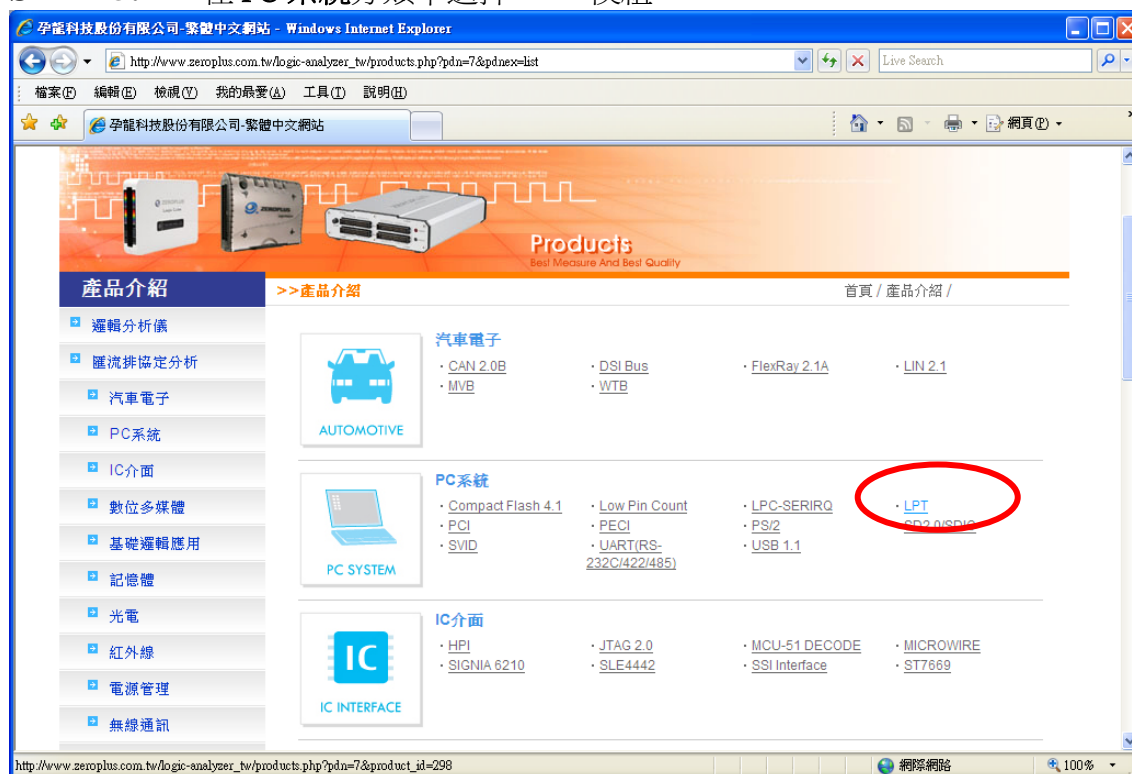 孕龍科技股份有限公司-繁體中文網站 - Windows Internet Explorer
http://www.zeroplus.com.tw/logic-analyzer_tw/products.php?pdn=7&pdnex=list
Live Search
檔案(F) 編輯(E) 檢視(V) 我的最愛(A) 工具(T) 說明(H)
孕龍科技股份有限公司-繁體中文網站
網頁(P)
ZEROPLUS
Products
Best Measure And Best Quality
產品介紹
>>產品介紹
首頁 / 產品介紹 /
邏輯分析儀
匯流排協定分析
汽車電子
PC系統
IC介面
數位多媒體
基礎邏輯應用
記憶體
光電
紅外線
電源管理
無線通訊
AUTOMOTIVE
汽車電子
· CAN 2.0B · DSI Bus · FlexRay 2.1A · LIN 2.1
· MVB · WTB
PC SYSTEM
PC系統
· Compact Flash 4.1 · Low Pin Count · LPC-SERIRQ · LPT
· PCI · PECI · PS/2 · SD2.0/SDIO
· SVID · UART(RS-232C/422/485) · USB 1.1
IC
IC INTERFACE
IC介面
· HPI · JTAG 2.0 · MCU-51 DECODE · MICROWIRE
· SIGNIA 6210 · SLE4442 · SSI Interface · ST7669
http://www.zeroplus.com.tw/logic-analyzer_tw/products.php?pdn=7&product_id=298
網際網路
100%